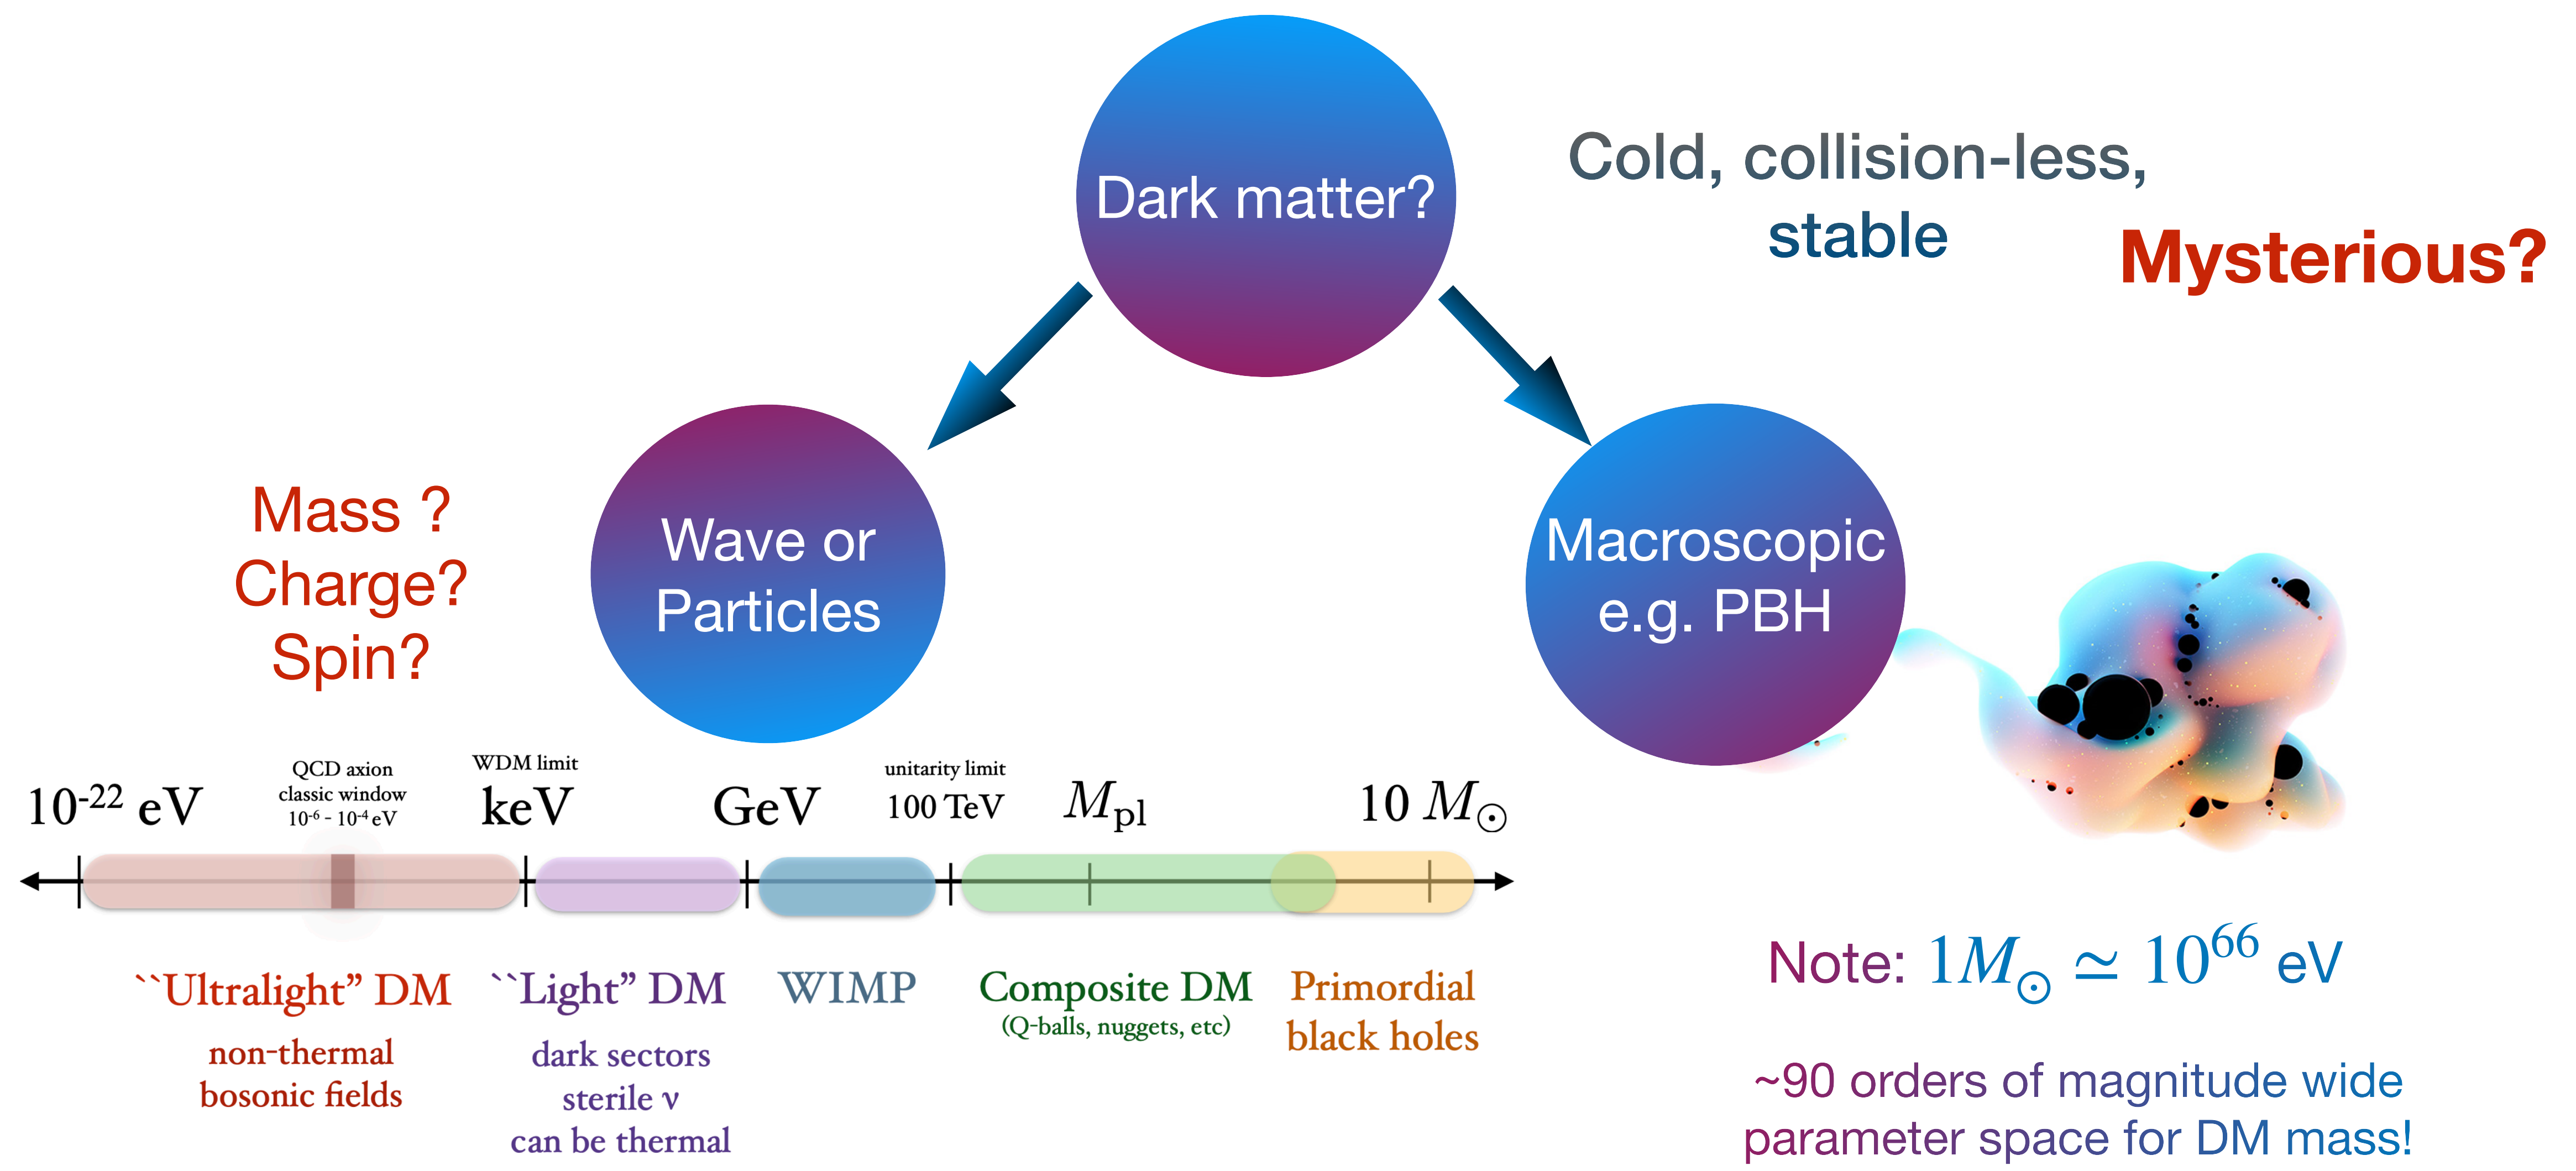 Dark matter?
Cold, collision-less,
stable
Mysterious?
Wave or
Particles
Macroscopic
e.g. PBH
Mass ?
Charge?
Spin?
10⁻²² eV
QCD axion
classic window
10⁻⁶ - 10⁻⁴ eV
WDM limit
keV
GeV
unitarity limit
100 TeV
M_pl
10 M_⊙
``Ultralight” DM
non-thermal
bosonic fields
``Light” DM
dark sectors
sterile ν
can be thermal
WIMP
Composite DM
(Q-balls, nuggets, etc)
Primordial
black holes
Note: 1M_⊙ ≃ 10⁶⁶ eV
~90 orders of magnitude wide
parameter space for DM mass!